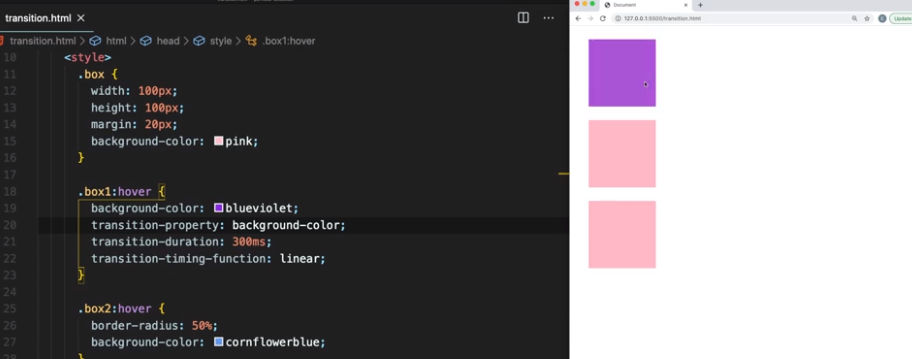 transition.html
transition.html > html > head > style > .box1:hover
10 <style>
11 .box {
12 width: 100px;
13 height: 100px;
14 margin: 20px;
15 background-color: pink;
16 }
17
18 .box1:hover {
19 background-color: blueviolet;
20 transition-property: background-color;
21 transition-duration: 300ms;
22 transition-timing-function: linear;
23 }
24
25 .box2:hover {
26 border-radius: 50%;
27 background-color: cornflowerblue;
28 }
Document
127.0.0.1:5500/transition.html
Update